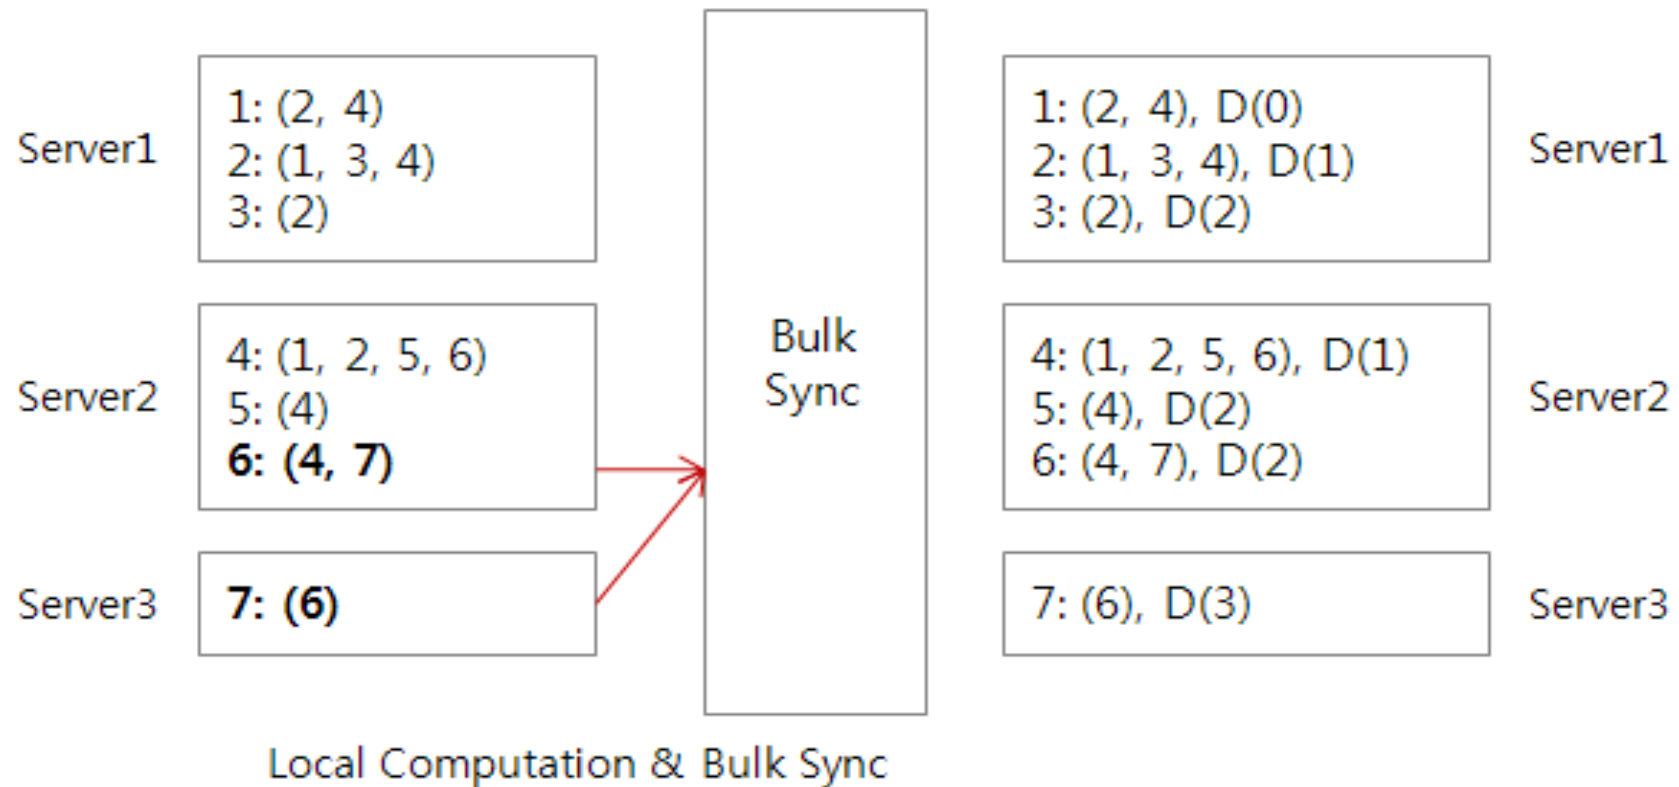 Server1
1: (2, 4)
2: (1, 3, 4)
3: (2)
Server2
4: (1, 2, 5, 6)
5: (4)
6: (4, 7)
Server3
7: (6)
Bulk
Sync
1: (2, 4), D(0)
2: (1, 3, 4), D(1)
3: (2), D(2)
Server1
4: (1, 2, 5, 6), D(1)
5: (4), D(2)
6: (4, 7), D(2)
Server2
7: (6), D(3)
Server3
Local Computation & Bulk Sync